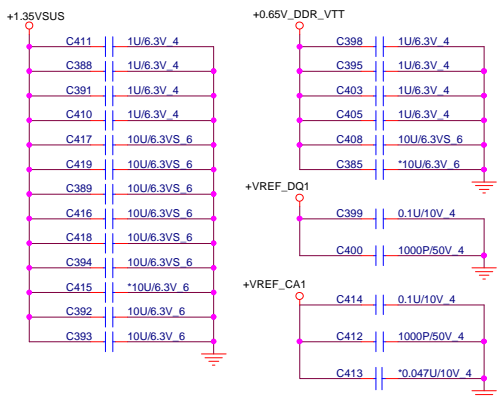 +1.35VSUS
C411 1U/6.3V_4
C388 1U/6.3V_4
C391 1U/6.3V_4
C410 1U/6.3V_4
C417 10U/6.3VS_6
C419 10U/6.3VS_6
C389 10U/6.3VS_6
C416 10U/6.3VS_6
C418 10U/6.3VS_6
C394 10U/6.3VS_6
C415 *10U/6.3V_6
C392 10U/6.3V_6
C393 10U/6.3V_6
+0.65V_DDR_VTT
C398 1U/6.3V_4
C395 1U/6.3V_4
C403 1U/6.3V_4
C405 1U/6.3V_4
C408 10U/6.3VS_6
C385 *10U/6.3V_6
+VREF_DQ1
C399 0.1U/10V_4
C400 1000P/50V_4
+VREF_CA1
C414 0.1U/10V_4
C412 1000P/50V_4
C413 *0.047U/10V_4